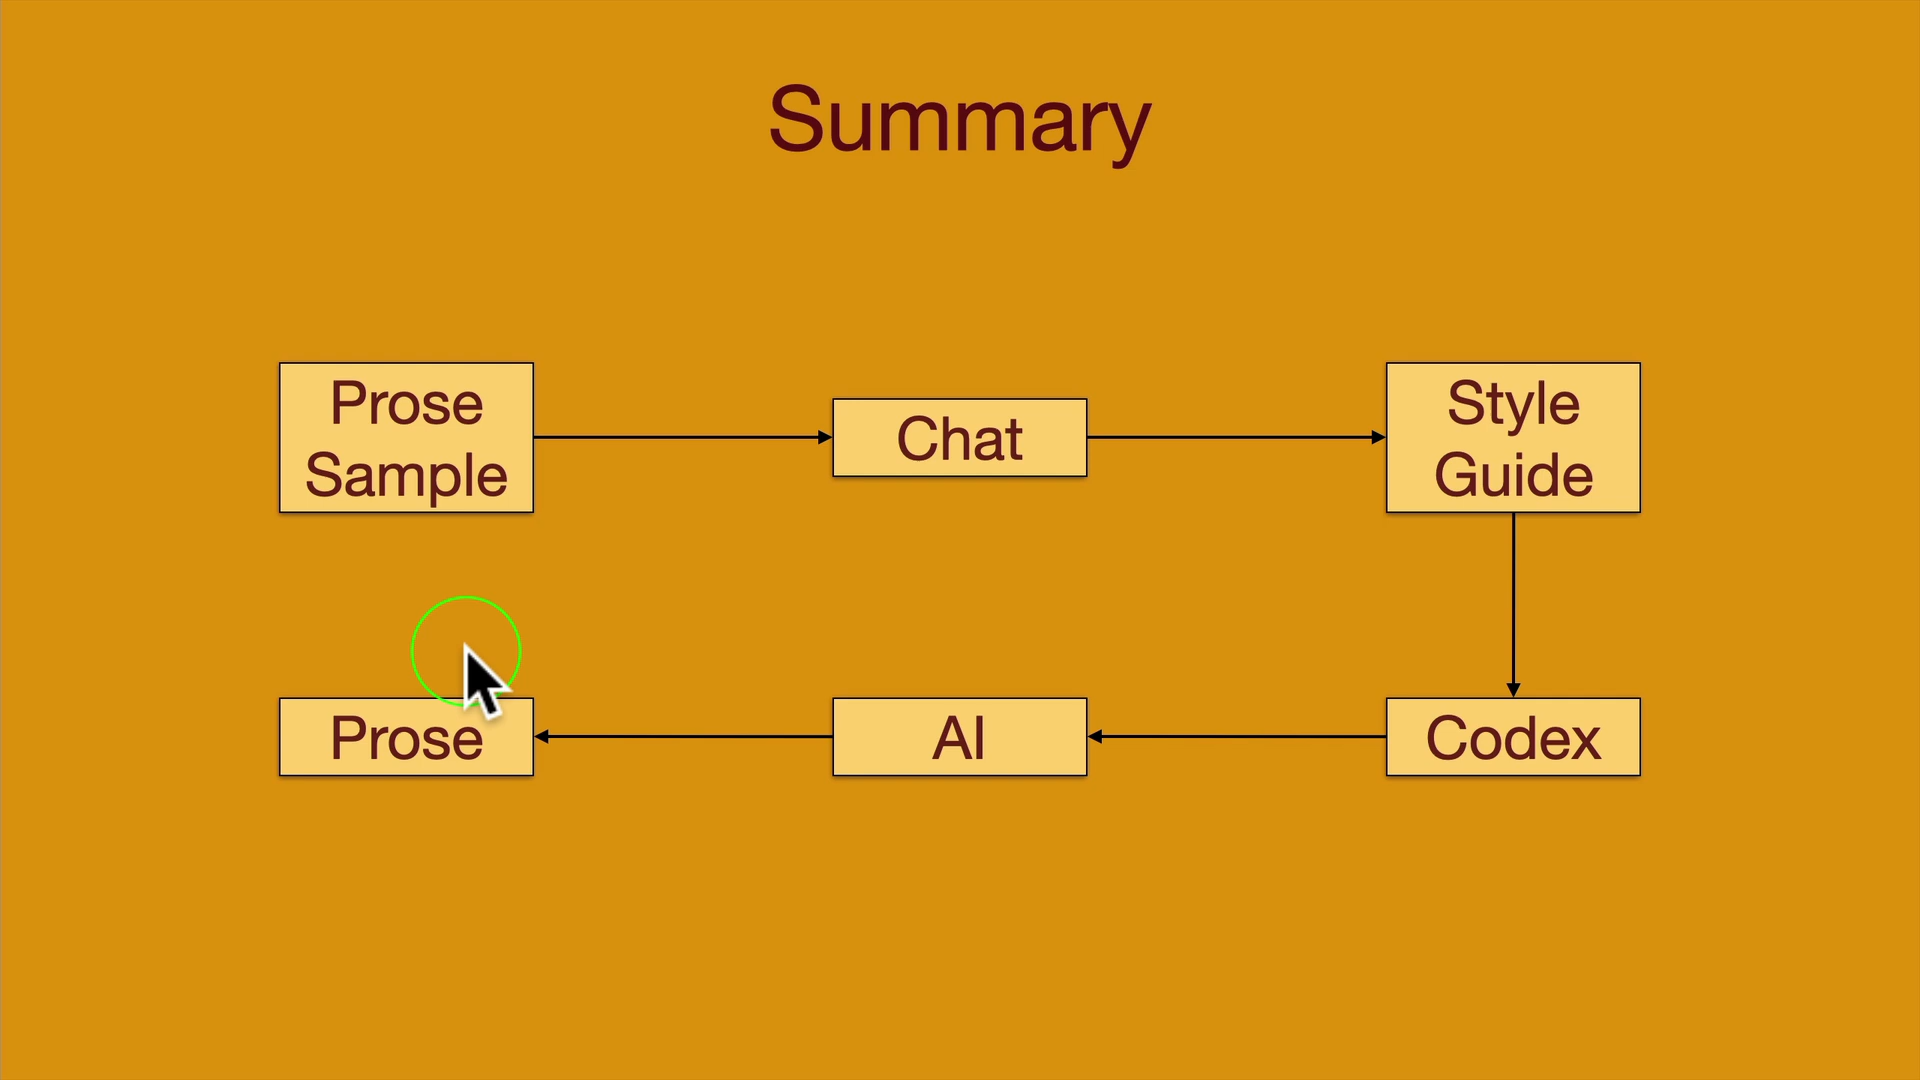 Summary
Prose
Sample
Chat
Style
Guide
Prose
AI
Codex